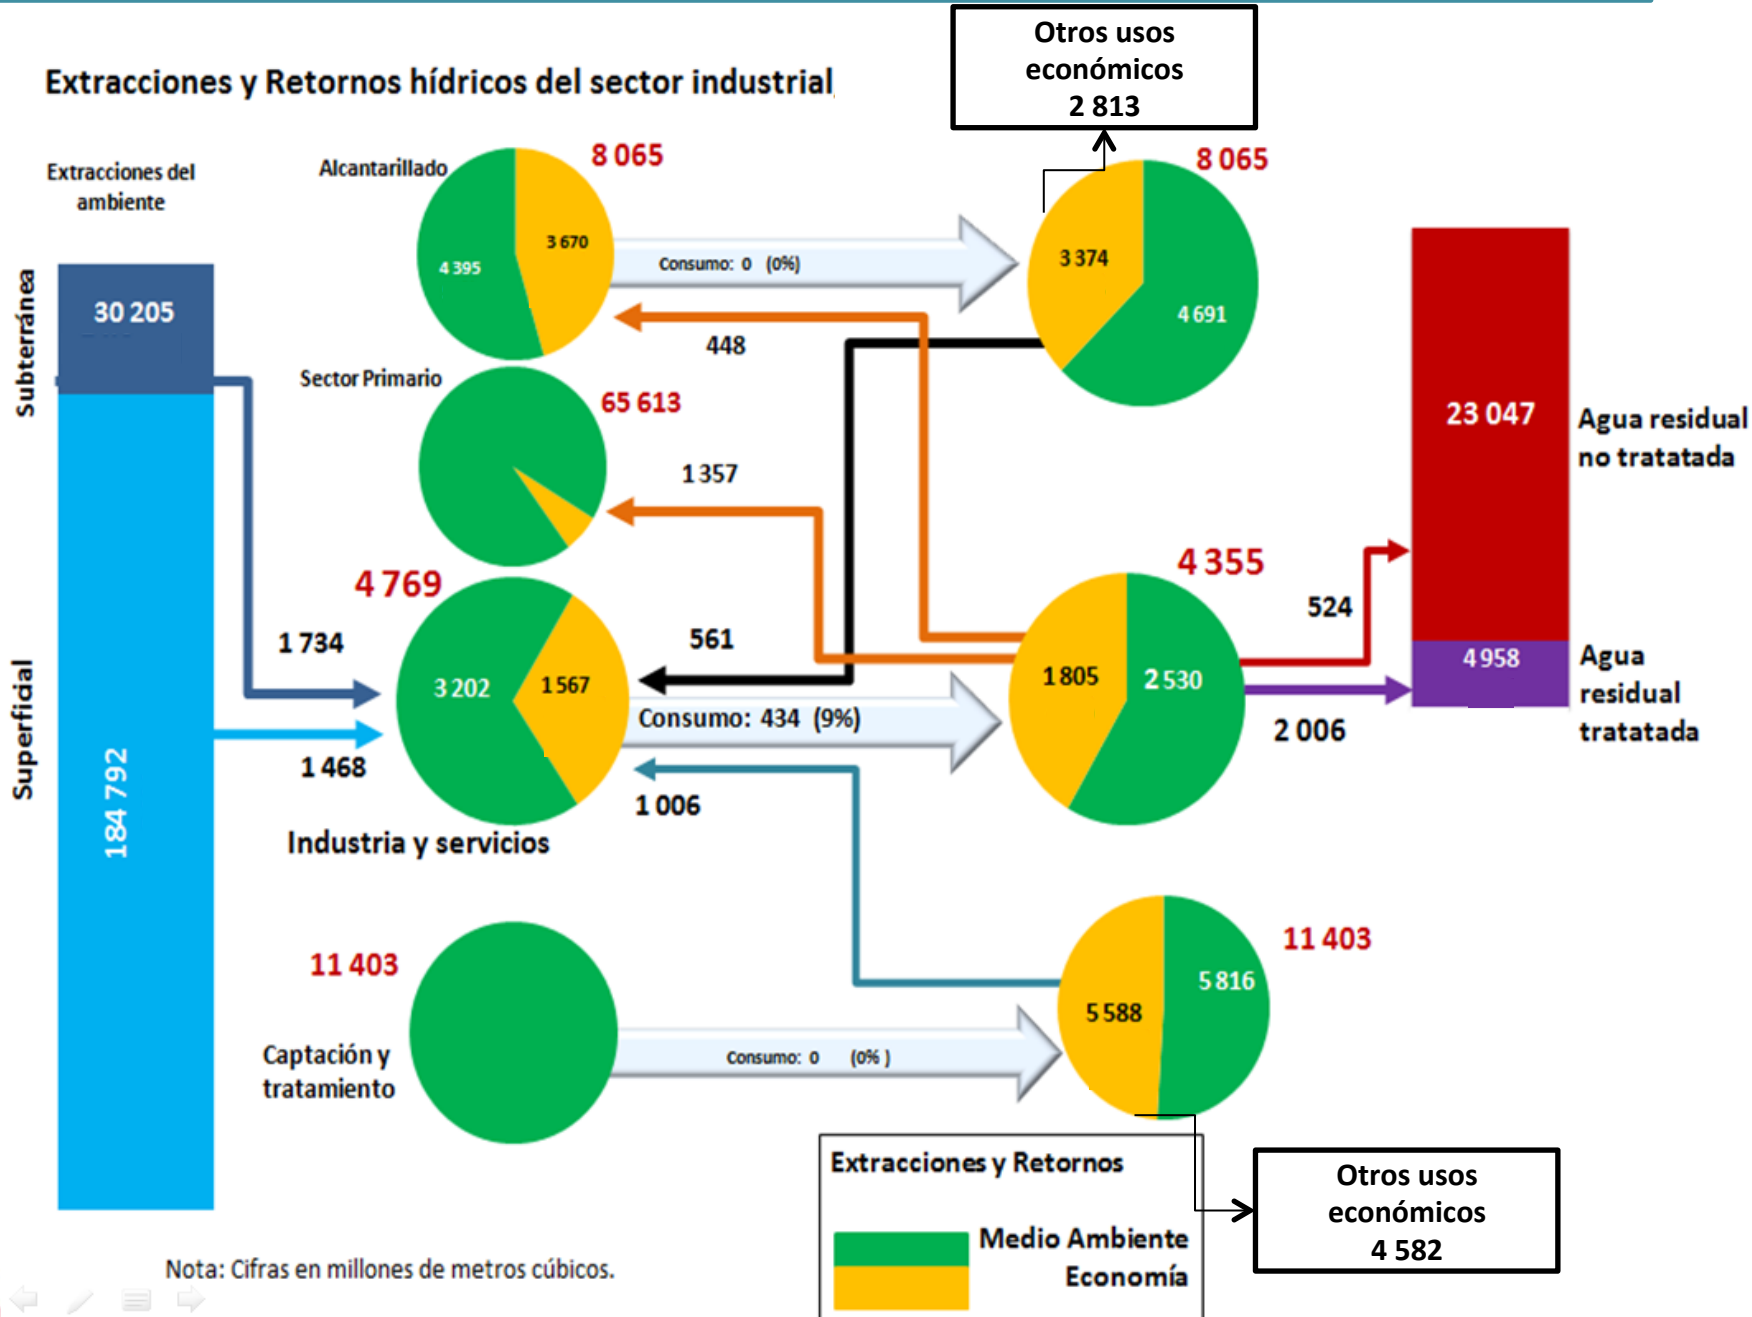 Otros usos
económicos
2 813
Extracciones y Retornos hídricos del sector industrial
Extracciones del
ambiente
Alcantarillado
8 065
8 065
3 670
4 395
Consumo: 0 (0%)
3 374
4 691
Subterránea
30 205
448
Sector Primario
65 613
1 357
23 047
Agua residual
no tratatada
4 769
4 355
524
1 734
561
3 202
1 567
1 805
2 530
4 958
Agua
residual
tratatada
Consumo: 434 (9%)
2 006
1 468
1 006
Superficial
184 792
Industria y servicios
11 403
11 403
5 816
5 588
Captación y
tratamiento
Consumo: 0 (0% )
Extracciones y Retornos
Medio Ambiente
Economía
Otros usos
económicos
4 582
Nota: Cifras en millones de metros cúbicos.